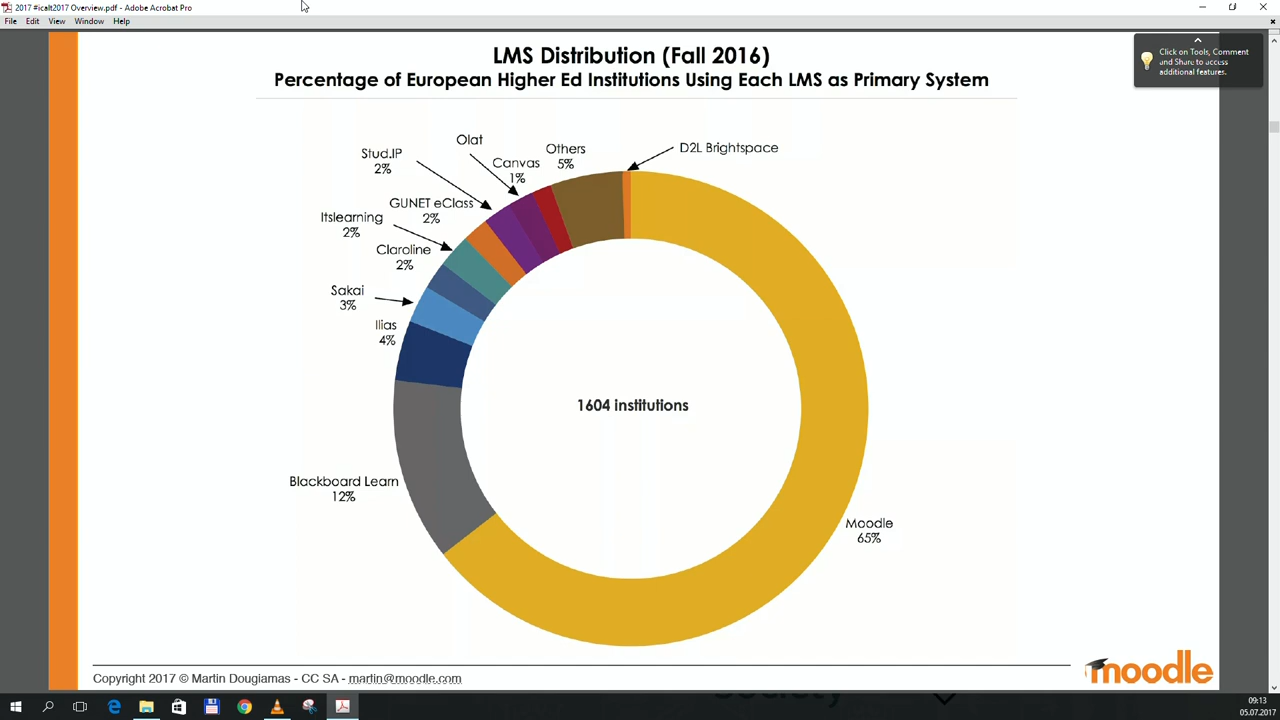 2017 #icalt2017 Overview.pdf - Adobe Acrobat Pro
File Edit View Window Help
Click on Tools, Comment
and Share to access
additional features.
LMS Distribution (Fall 2016)
Percentage of European Higher Ed Institutions Using Each LMS as Primary System
D2L Brightspace
Others
5%
Canvas
1%
Olat
Stud.IP
2%
GUNET eClass
2%
Itslearning
2%
Claroline
2%
Sakai
3%
Ilias
4%
Blackboard Learn
12%
1604 institutions
Moodle
65%
Copyright 2017 © Martin Dougiamas - CC SA - martin@moodle.com
moodle
09:13
05.07.2017